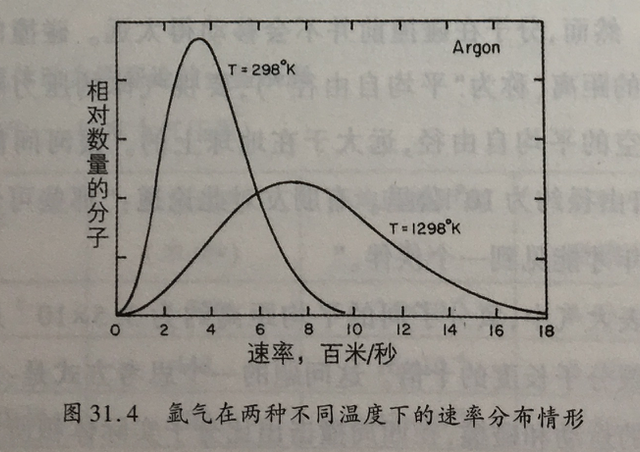 Argon
T = 298°K
相对数量的分子
T = 1298°K
0 2 4 6 8 10 12 14 16 18
速率，百米/秒
图 31.4 氩气在两种不同温度下的速率分布情形